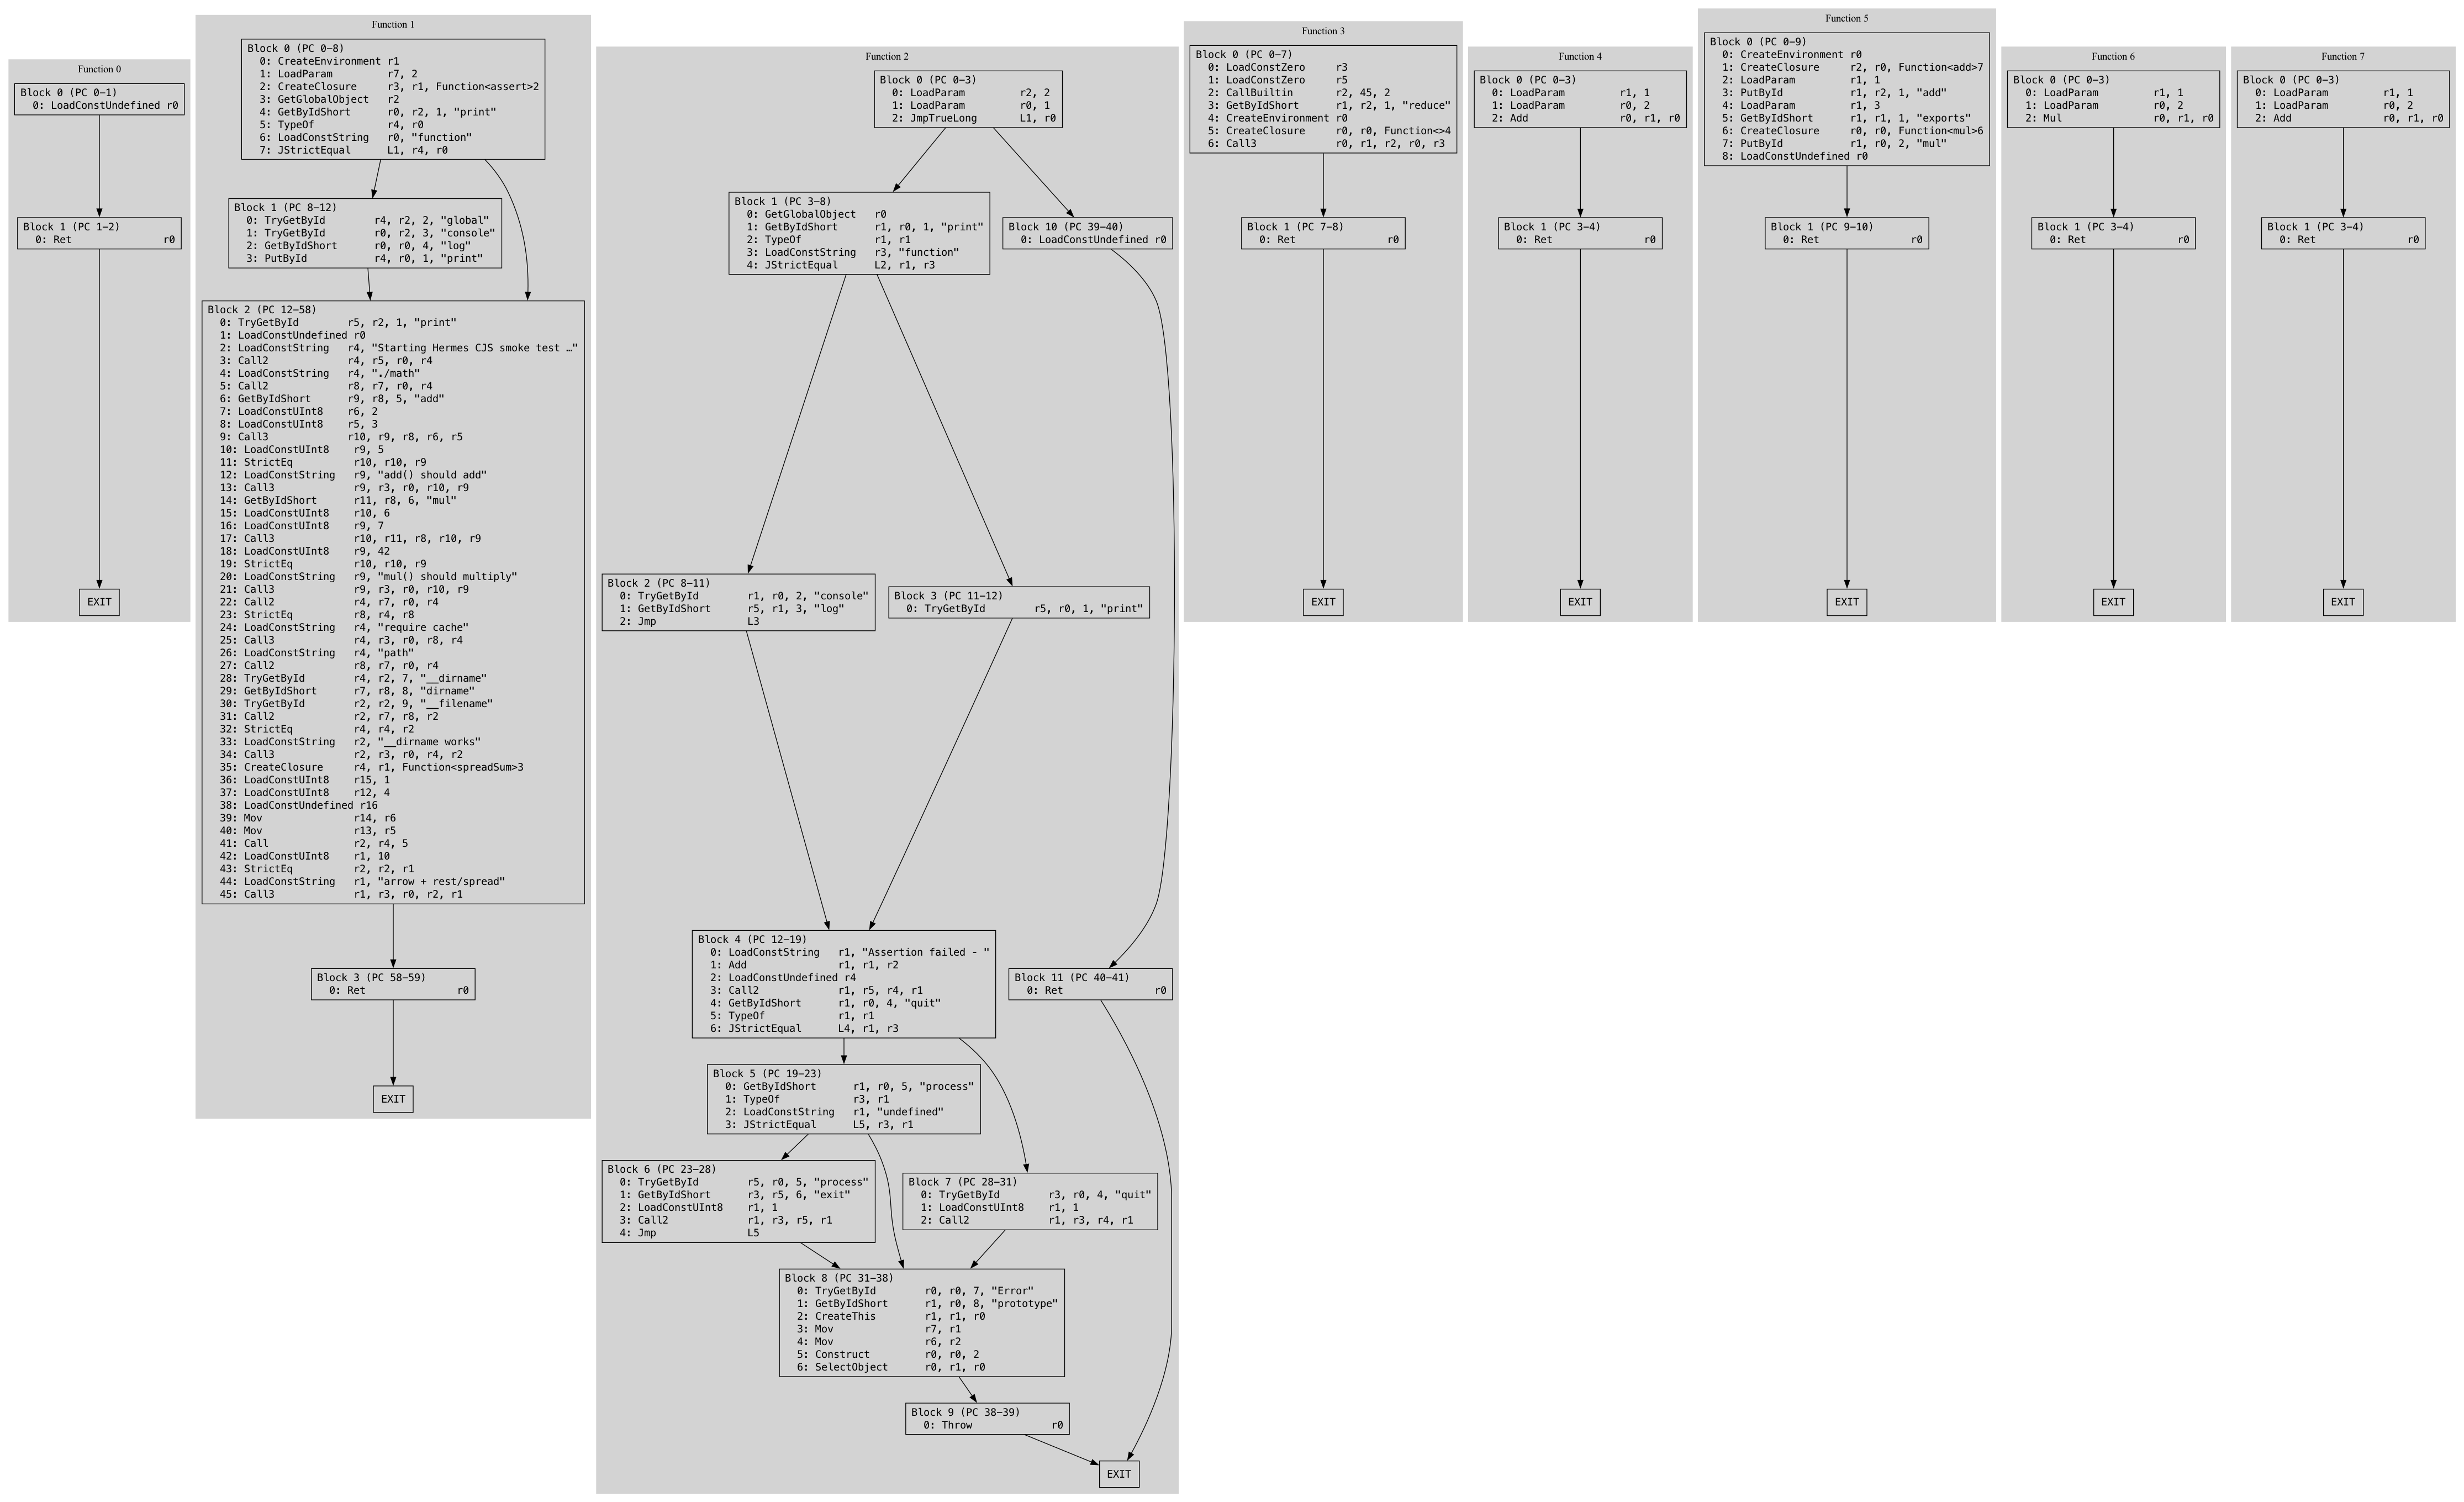 Function 0
Block 0 (PC 0-1)
0: LoadConstUndefined r0
Block 1 (PC 1-2)
0: Ret r0
EXIT
Function 1
Block 0 (PC 0-8)
0: CreateEnvironment r1
1: LoadParam r7, 2
2: CreateClosure r3, r1, Function<assert>2
3: GetGlobalObject r2
4: GetByIdShort r0, r2, 1, "print"
5: TypeOf r4, r0
6: LoadConstString r0, "function"
7: JStrictEqual L1, r4, r0
Block 1 (PC 8-12)
0: TryGetById r4, r2, 2, "global"
1: TryGetById r0, r2, 3, "console"
2: GetByIdShort r0, r0, 4, "log"
3: PutById r4, r0, 1, "print"
Block 2 (PC 12-58)
0: TryGetById r5, r2, 1, "print"
1: LoadConstUndefined r0
2: LoadConstString r4, "Starting Hermes CJS smoke test …"
3: Call2 r4, r5, r0, r4
4: LoadConstString r4, "./math"
5: Call2 r8, r7, r0, r4
6: GetByIdShort r9, r8, 5, "add"
7: LoadConstUInt8 r6, 2
8: LoadConstUInt8 r5, 3
9: Call3 r10, r9, r8, r6, r5
10: LoadConstUInt8 r9, 5
11: StrictEq r10, r10, r9
12: LoadConstString r9, "add() should add"
13: Call3 r9, r3, r0, r10, r9
14: GetByIdShort r11, r8, 6, "mul"
15: LoadConstUInt8 r10, 6
16: LoadConstUInt8 r9, 7
17: Call3 r10, r11, r8, r10, r9
18: LoadConstUInt8 r9, 42
19: StrictEq r10, r10, r9
20: LoadConstString r9, "mul() should multiply"
21: Call3 r9, r3, r0, r10, r9
22: Call2 r4, r7, r0, r4
23: StrictEq r8, r4, r8
24: LoadConstString r4, "require cache"
25: Call3 r4, r3, r0, r8, r4
26: LoadConstString r4, "path"
27: Call2 r8, r7, r0, r4
28: TryGetById r4, r2, 7, "__dirname"
29: GetByIdShort r7, r8, 8, "dirname"
30: TryGetById r2, r2, 9, "__filename"
31: Call2 r2, r7, r8, r2
32: StrictEq r4, r4, r2
33: LoadConstString r2, "__dirname works"
34: Call3 r2, r3, r0, r4, r2
35: CreateClosure r4, r1, Function<spreadSum>3
36: LoadConstUInt8 r15, 1
37: LoadConstUInt8 r12, 4
38: LoadConstUndefined r16
39: Mov r14, r6
40: Mov r13, r5
41: Call r2, r4, 5
42: LoadConstUInt8 r1, 10
43: StrictEq r2, r2, r1
44: LoadConstString r1, "arrow + rest/spread"
45: Call3 r1, r3, r0, r2, r1
Block 3 (PC 58-59)
0: Ret r0
EXIT
Function 2
Block 0 (PC 0-3)
0: LoadParam r2, 2
1: LoadParam r0, 1
2: JmpTrueLong L1, r0
Block 1 (PC 3-8)
0: GetGlobalObject r0
1: GetByIdShort r1, r0, 1, "print"
2: TypeOf r1, r1
3: LoadConstString r3, "function"
4: JStrictEqual L2, r1, r3
Block 10 (PC 39-40)
0: LoadConstUndefined r0
Block 2 (PC 8-11)
0: TryGetById r1, r0, 2, "console"
1: GetByIdShort r5, r1, 3, "log"
2: Jmp L3
Block 3 (PC 11-12)
0: TryGetById r5, r0, 1, "print"
Block 4 (PC 12-19)
0: LoadConstString r1, "Assertion failed - "
1: Add r1, r1, r2
2: LoadConstUndefined r4
3: Call2 r1, r5, r4, r1
4: GetByIdShort r1, r0, 4, "quit"
5: TypeOf r1, r1
6: JStrictEqual L4, r1, r3
Block 11 (PC 40-41)
0: Ret r0
Block 5 (PC 19-23)
0: GetByIdShort r1, r0, 5, "process"
1: TypeOf r3, r1
2: LoadConstString r1, "undefined"
3: JStrictEqual L5, r3, r1
Block 6 (PC 23-28)
0: TryGetById r5, r0, 5, "process"
1: GetByIdShort r3, r5, 6, "exit"
2: LoadConstUInt8 r1, 1
3: Call2 r1, r3, r5, r1
4: Jmp L5
Block 7 (PC 28-31)
0: TryGetById r3, r0, 4, "quit"
1: LoadConstUInt8 r1, 1
2: Call2 r1, r3, r4, r1
Block 8 (PC 31-38)
0: TryGetById r0, r0, 7, "Error"
1: GetByIdShort r1, r0, 8, "prototype"
2: CreateThis r1, r1, r0
3: Mov r7, r1
4: Mov r6, r2
5: Construct r0, r0, 2
6: SelectObject r0, r1, r0
Block 9 (PC 38-39)
0: Throw r0
EXIT
Function 3
Block 0 (PC 0-7)
0: LoadConstZero r3
1: LoadConstZero r5
2: CallBuiltin r2, 45, 2
3: GetByIdShort r1, r2, 1, "reduce"
4: CreateEnvironment r0
5: CreateClosure r0, r0, Function<>4
6: Call3 r0, r1, r2, r0, r3
Block 1 (PC 7-8)
0: Ret r0
EXIT
Function 4
Block 0 (PC 0-3)
0: LoadParam r1, 1
1: LoadParam r0, 2
2: Add r0, r1, r0
Block 1 (PC 3-4)
0: Ret r0
EXIT
Function 5
Block 0 (PC 0-9)
0: CreateEnvironment r0
1: CreateClosure r2, r0, Function<add>7
2: LoadParam r1, 1
3: PutById r1, r2, 1, "add"
4: LoadParam r1, 3
5: GetByIdShort r1, r1, 1, "exports"
6: CreateClosure r0, r0, Function<mul>6
7: PutById r1, r0, 2, "mul"
8: LoadConstUndefined r0
Block 1 (PC 9-10)
0: Ret r0
EXIT
Function 6
Block 0 (PC 0-3)
0: LoadParam r1, 1
1: LoadParam r0, 2
2: Mul r0, r1, r0
Block 1 (PC 3-4)
0: Ret r0
EXIT
Function 7
Block 0 (PC 0-3)
0: LoadParam r1, 1
1: LoadParam r0, 2
2: Add r0, r1, r0
Block 1 (PC 3-4)
0: Ret r0
EXIT